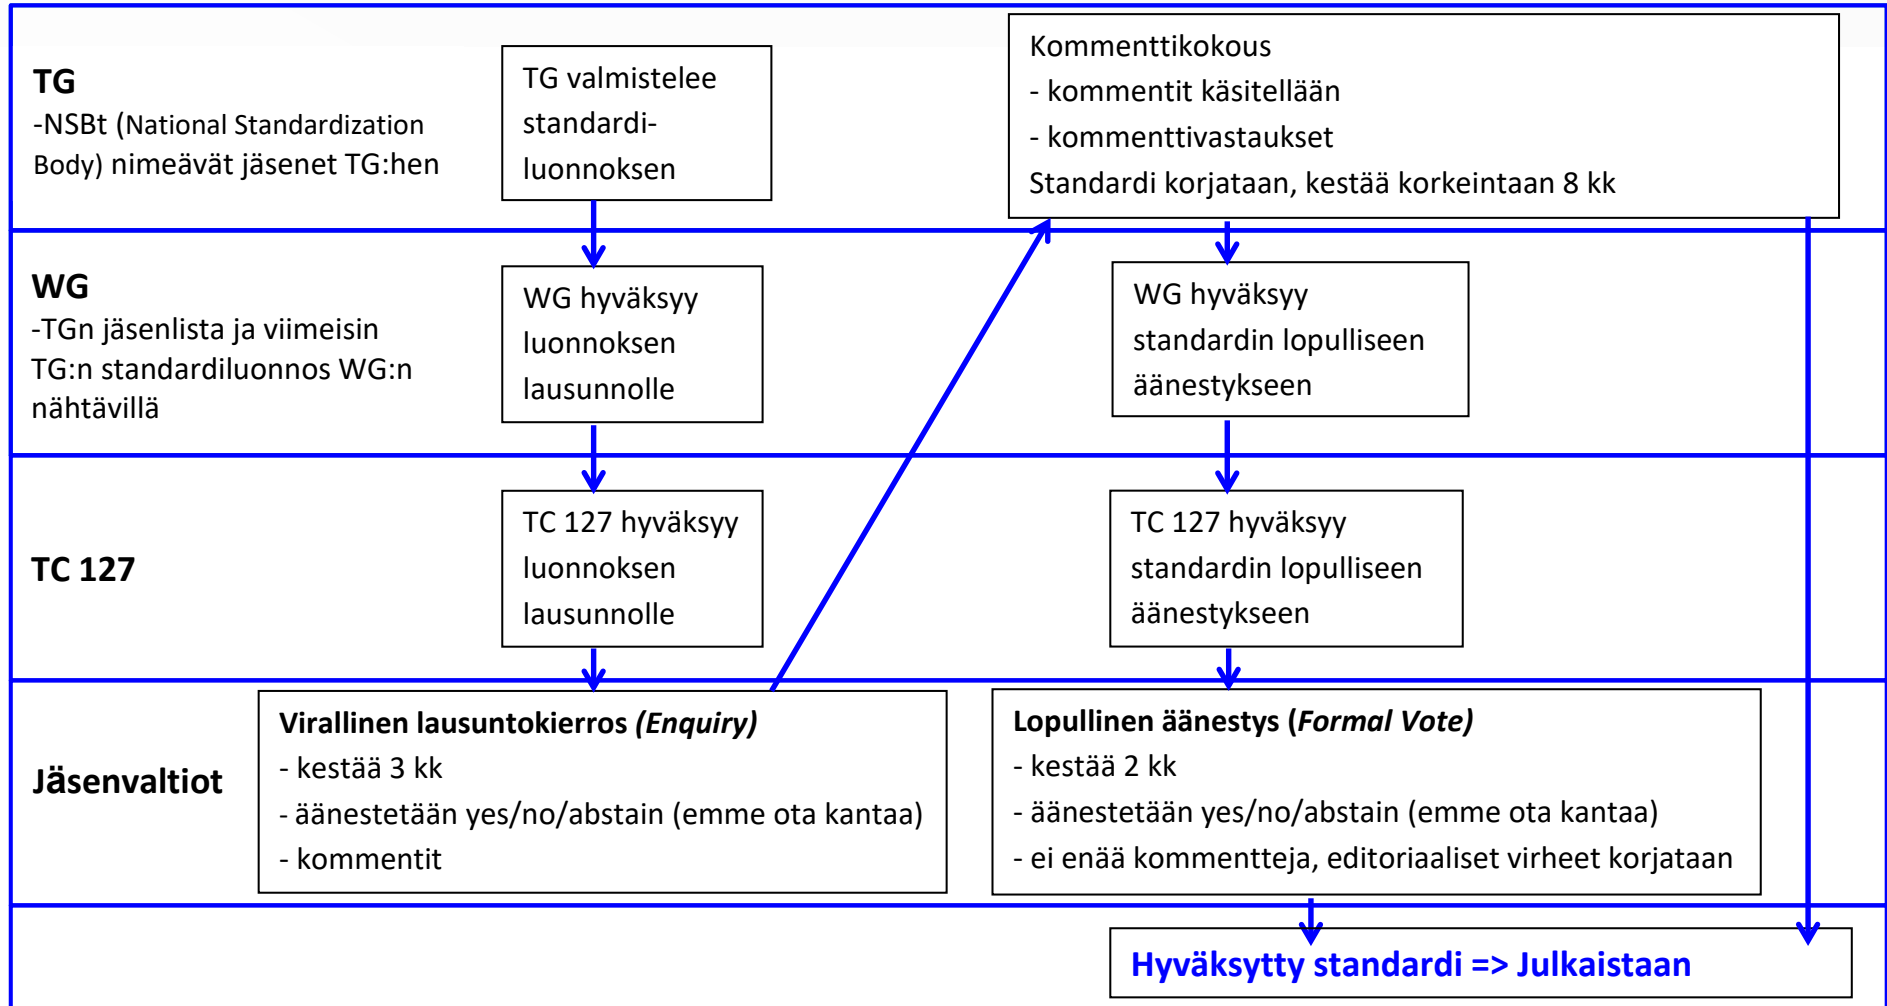 TG
-NSBt (National Standardization
Body) nimeävät jäsenet TG:hen
TG valmistelee
standardi-
luonnoksen
Kommenttikokous
- kommentit käsitellään
- kommenttivastaukset
Standardi korjataan, kestää korkeintaan 8 kk
WG
-TGn jäsenlista ja viimeisin
TG:n standardiluonnos WG:n
nähtävillä
WG hyväksyy
luonnoksen
lausunnolle
WG hyväksyy
standardin lopulliseen
äänestykseen
TC 127
TC 127 hyväksyy
luonnoksen
lausunnolle
TC 127 hyväksyy
standardin lopulliseen
äänestykseen
Jäsenvaltiot
Virallinen lausuntokierros (Enquiry)
- kestää 3 kk
- äänestetään yes/no/abstain (emme ota kantaa)
- kommentit
Lopullinen äänestys (Formal Vote)
- kestää 2 kk
- äänestetään yes/no/abstain (emme ota kantaa)
- ei enää kommentteja, editoriaaliset virheet korjataan
Hyväksytty standardi => Julkaistaan